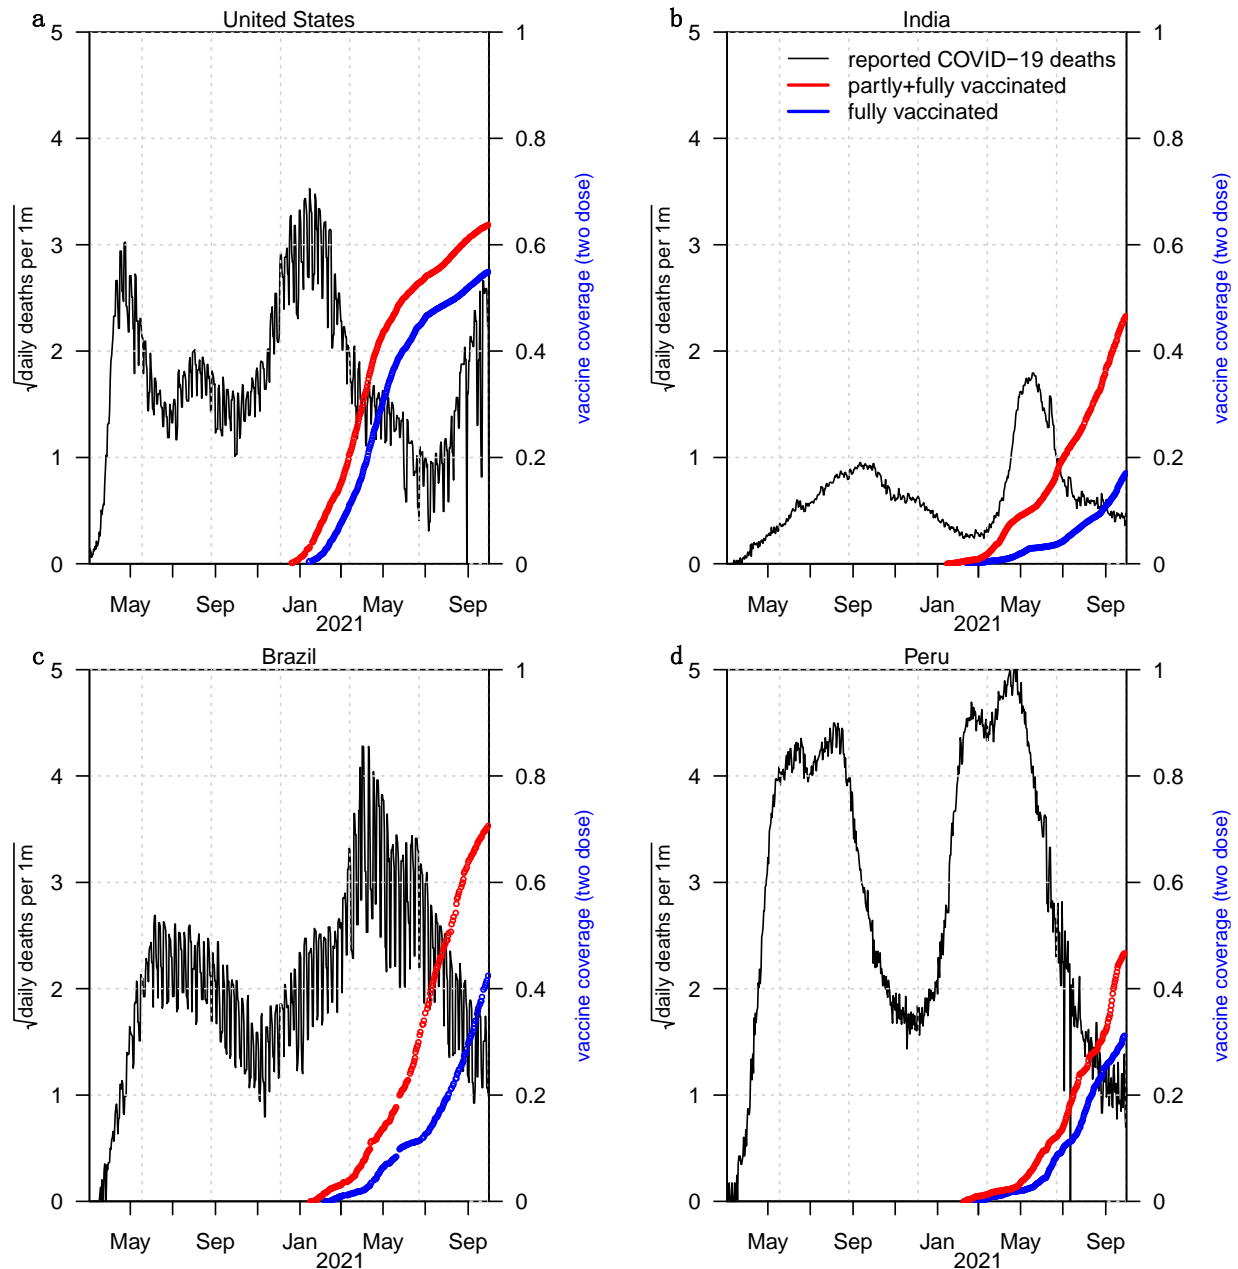 a
United States
5
4
3
2
1
0
1
0.8
0.6
0.4
0.2
0
√daily deaths per 1m
vaccine coverage (two dose)
May Sep Jan May Sep
2021
b
India
reported COVID−19 deaths
partly+fully vaccinated
fully vaccinated
5
4
3
2
1
0
1
0.8
0.6
0.4
0.2
0
√daily deaths per 1m
vaccine coverage (two dose)
May Sep Jan May Sep
2021
c
Brazil
5
4
3
2
1
0
1
0.8
0.6
0.4
0.2
0
√daily deaths per 1m
vaccine coverage (two dose)
May Sep Jan May Sep
2021
d
Peru
5
4
3
2
1
0
1
0.8
0.6
0.4
0.2
0
√daily deaths per 1m
vaccine coverage (two dose)
May Sep Jan May Sep
2021